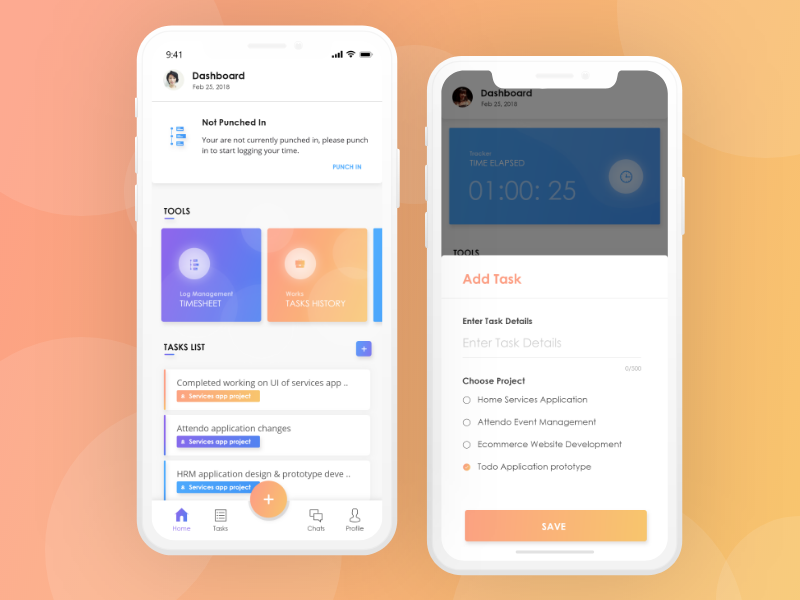 9:41
Dashboard
Feb 25, 2018
Not Punched In
Your are not currently punched in, please punch
in to start logging your time.
PUNCH IN
TOOLS
Log Management
TIMESHEET
Works
TASKS HISTORY
TASKS LIST
+
Completed working on UI of services app ..
Services app project
Attendo application changes
Services app project
HRM application design & prototype deve ..
Services app project
+
Home
Tasks
Chats
Profile
Dashboard
Feb 25, 2018
Tracker
TIME ELAPSED
01:00: 25
TOOLS
Add Task
Enter Task Details
Enter Task Details
0/500
Choose Project
Home Services Application
Attendo Event Management
Ecommerce Website Development
Todo Application prototype
SAVE